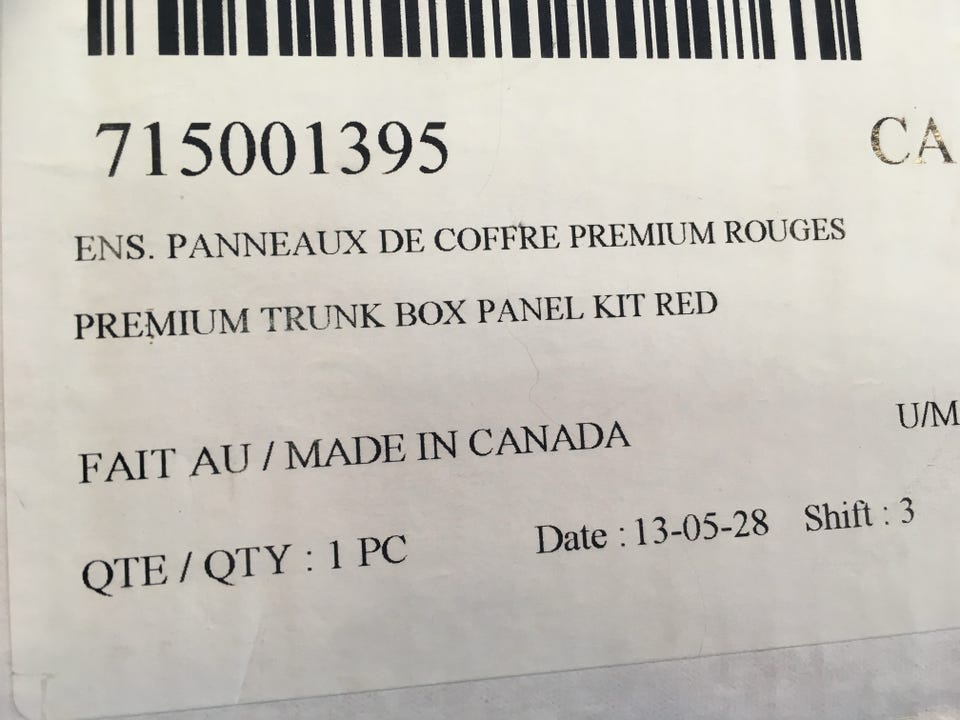 715001395 CA
ENS. PANNEAUX DE COFFRE PREMIUM ROUGES
PREMIUM TRUNK BOX PANEL KIT RED
FAIT AU / MADE IN CANADA U/M
QTE / QTY : 1 PC Date : 13-05-28 Shift : 3